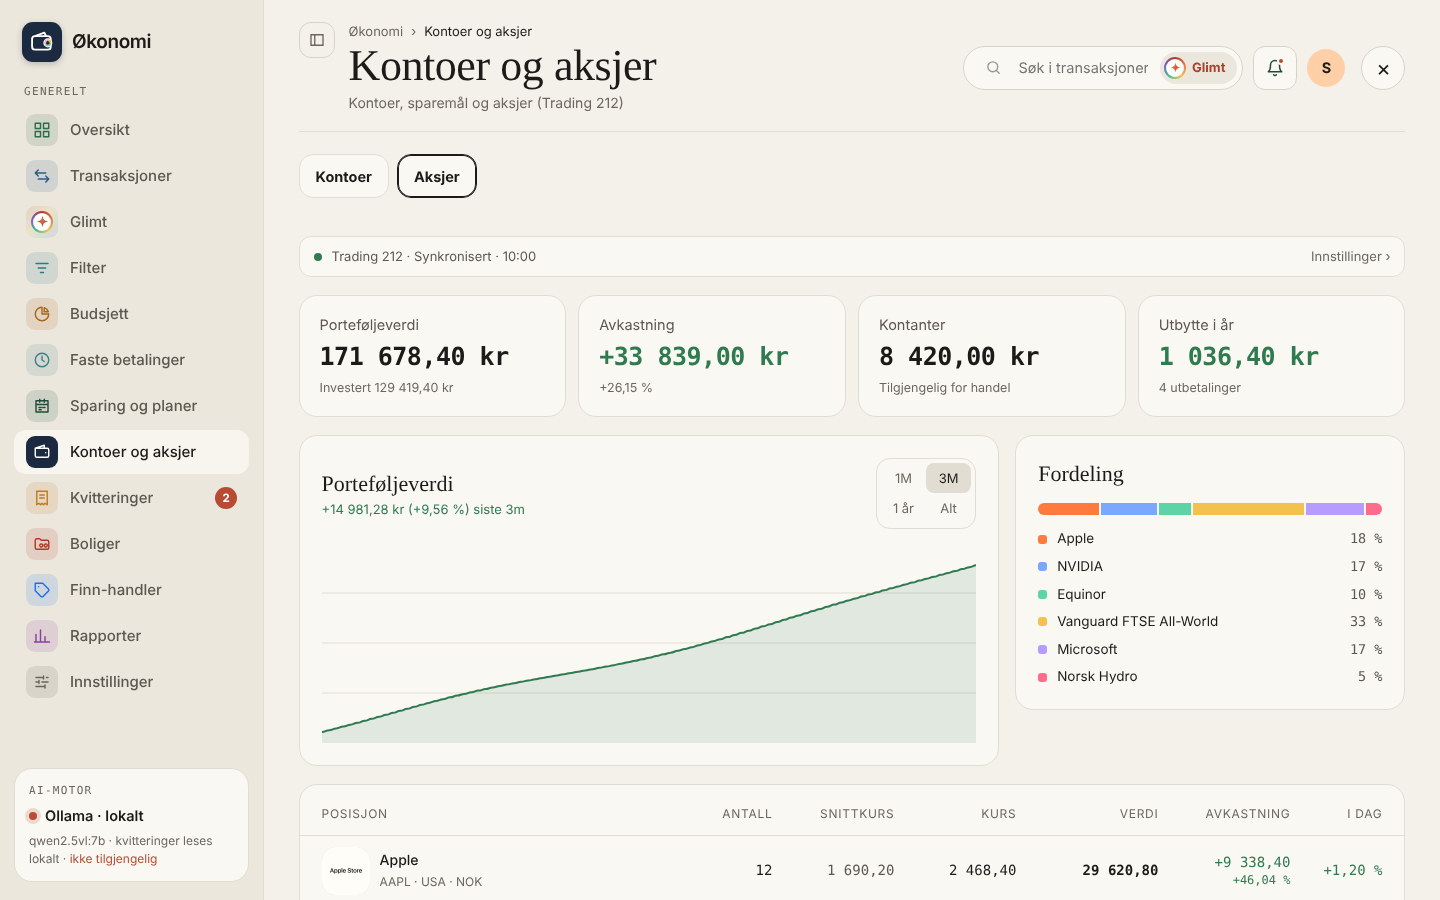 Økonomi
GENERELT
Oversikt
Transaksjoner
Glimt
Filter
Budsjett
Faste betalinger
Sparing og planer
Kontoer og aksjer
Kvitteringer 2
Boliger
Finn-handler
Rapporter
Innstillinger
AI-MOTOR
Ollama · lokalt
qwen2.5vl:7b · kvitteringer leses
lokalt · ikke tilgjengelig
Økonomi › Kontoer og aksjer
Kontoer og aksjer
Kontoer, sparemål og aksjer (Trading 212)
Søk i transaksjoner Glimt S ×
Kontoer Aksjer
Trading 212 · Synkronisert · 10:00 Innstillinger ›
Porteføljeverdi
171 678,40 kr
Investert 129 419,40 kr
Avkastning
+33 839,00 kr
+26,15 %
Kontanter
8 420,00 kr
Tilgjengelig for handel
Utbytte i år
1 036,40 kr
4 utbetalinger
Porteføljeverdi
+14 981,28 kr (+9,56 %) siste 3m
1M 3M
1 år Alt
Fordeling
Apple 18 %
NVIDIA 17 %
Equinor 10 %
Vanguard FTSE All-World 33 %
Microsoft 17 %
Norsk Hydro 5 %
POSISJON ANTALL SNITTKURS KURS VERDI AVKASTNING I DAG
Apple Store
Apple 12 1 690,20 2 468,40 29 620,80 +9 338,40 +1,20 %
AAPL · USA · NOK +46,04 %